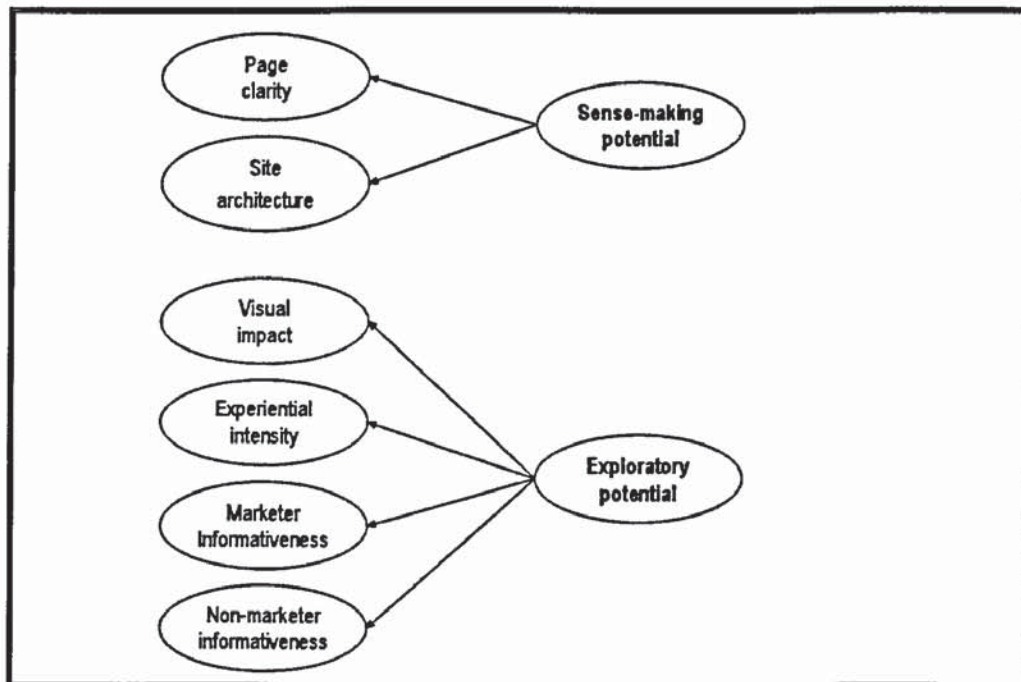 Page
clarity
Sense-making
potential
Site
architecture
Visual
impact
Experiential
intensity
Exploratory
potential
Marketer
Informativeness
Non-marketer
informativeness